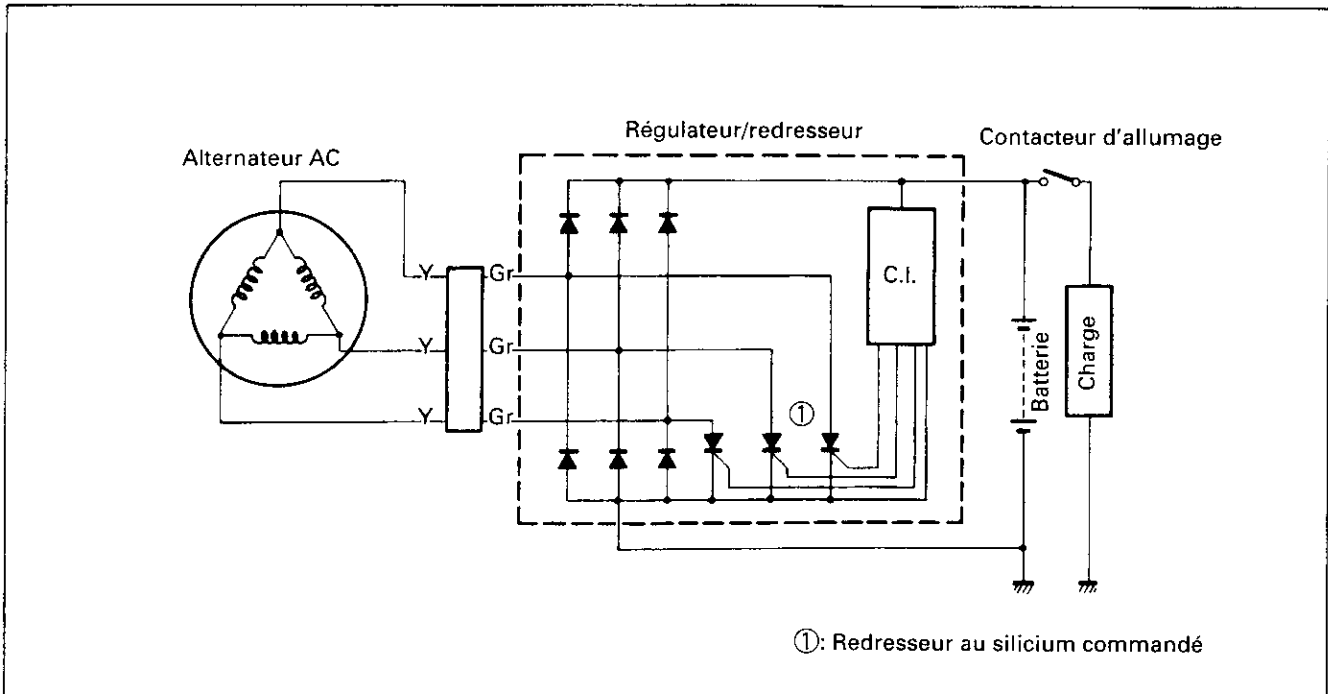 Régulateur/redresseur
Contacteur d'allumage
Alternateur AC
Y Gr
C.I.
Y Gr
Batterie
Charge
①
Y Gr
①: Redresseur au silicium commandé